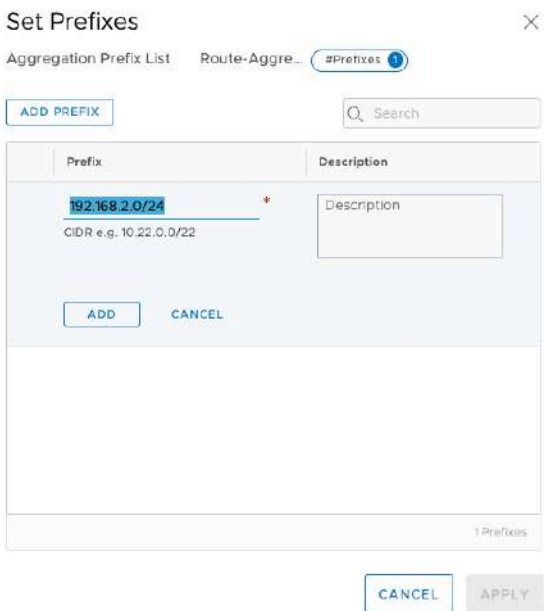 Set Prefixes
Aggregation Prefix List Route-Aggre... #Prefixes 1
ADD PREFIX Search
Prefix Description
192.168.2.0/24 * Description
CIDR e.g. 10.22.0.0/22
ADD CANCEL
1 Prefixes
CANCEL APPLY